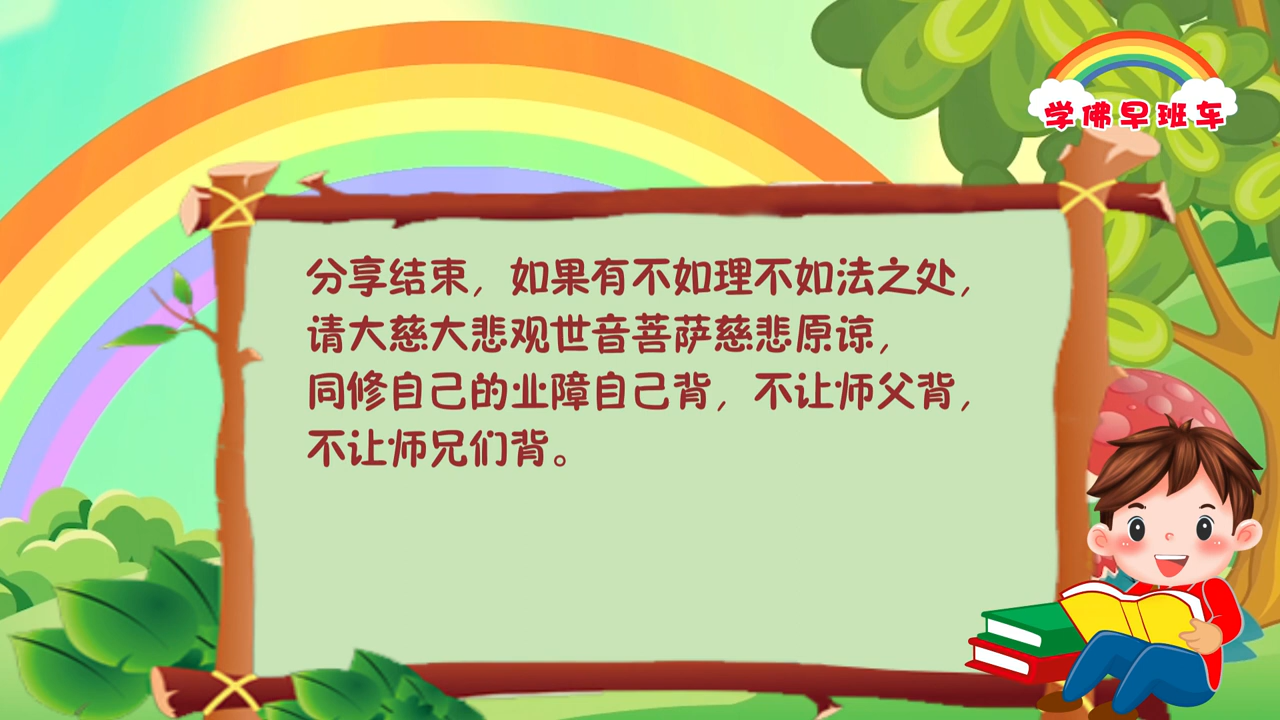 学佛早班车
分享结束，如果有不如理不如法之处，
请大慈大悲观世音菩萨慈悲原谅，
同修自己的业障自己背，不让师父背，
不让师兄们背。